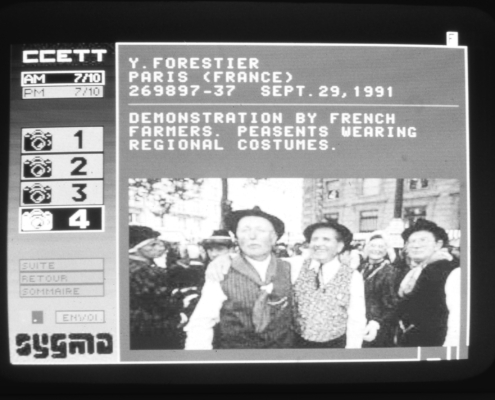 CCETT
AM 7/10
PM 7/10
1
2
3
4
SUITE
RETOUR
SOMMAIRE
ENVOI
sygma
F
Y.FORESTIER
PARIS (FRANCE)
269897-37 SEPT.29,1991
DEMONSTRATION BY FRENCH
FARMERS. PEASENTS WEARING
REGIONAL COSTUMES.